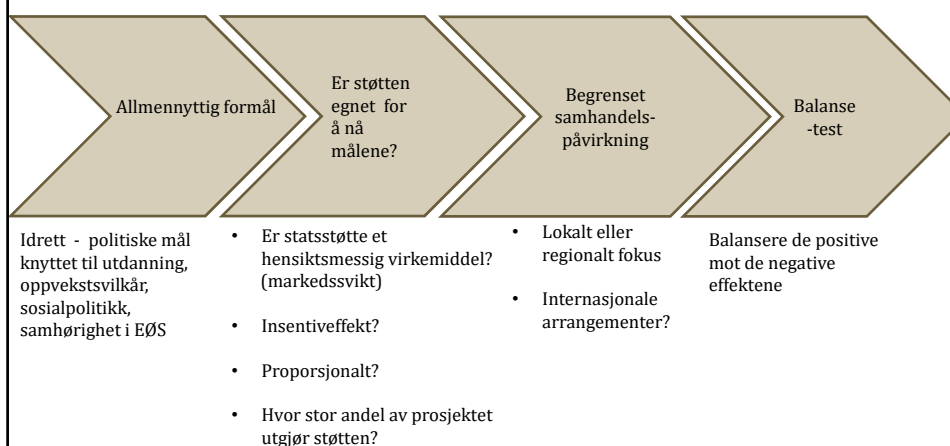 Allmennyttig formål
Er støtten
egnet for
å nå
målene?
Begrenset
samhandels-
påvirkning
Balanse
-test
Idrett - politiske mål
knyttet til utdanning,
oppvekstsvilkår,
sosialpolitikk,
samhørighet i EØS
• Er statsstøtte et
hensiktsmessig virkemiddel?
(markedssvikt)
• Insentiveffekt?
• Proporsjonalt?
• Hvor stor andel av prosjektet
utgjør støtten?
• Lokalt eller
regionalt fokus
• Internasjonale
arrangementer?
Balansere de positive
mot de negative
effektene